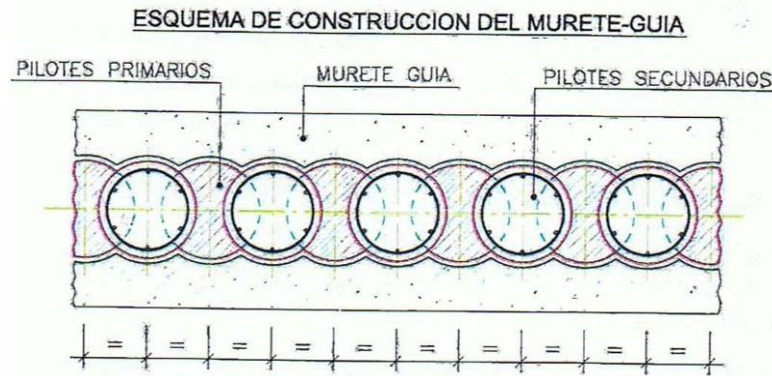 ESQUEMA DE CONSTRUCCION DEL MURETE-GUIA
PILOTES PRIMARIOS
MURETE GUIA
PILOTES SECUNDARIOS
= = = = = = = = = =